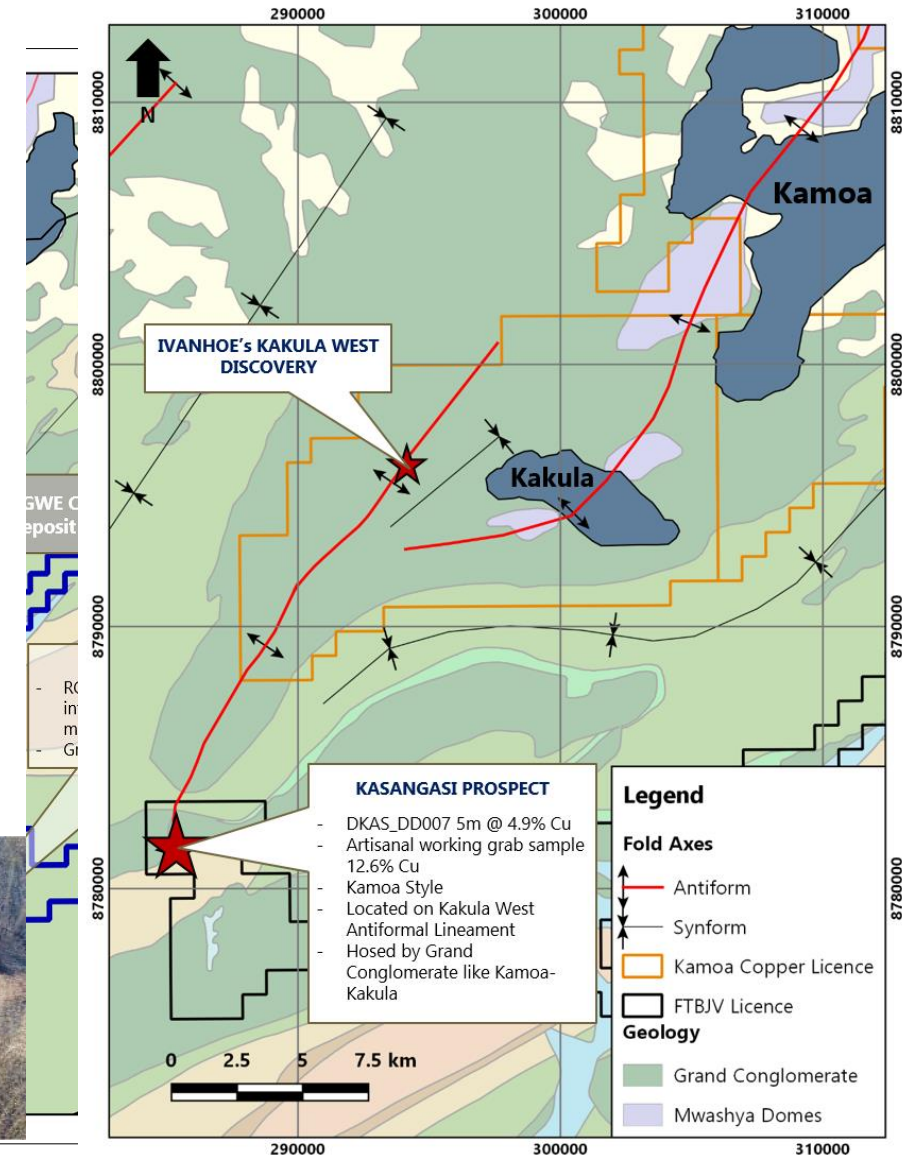 290000 300000 310000
8810000
8810000
N
Kamoa
IVANHOE's KAKULA WEST
DISCOVERY
8800000
8800000
Kakula
GWE C
eposit
8790000
8790000
- RC
in
m
- Gr
KASANGASI PROSPECT
- DKAS_DD007 5m @ 4.9% Cu
- Artisanal working grab sample
12.6% Cu
- Kamoa Style
- Located on Kakula West
Antiformal Lineament
- Hosed by Grand
Conglomerate like Kamoa-
Kakula
8780000
8780000
Legend
Fold Axes
Antiform
Synform
Kamoa Copper Licence
FTBJV Licence
Geology
Grand Conglomerate
Mwashya Domes
0 2.5 5 7.5 km
290000 300000 310000